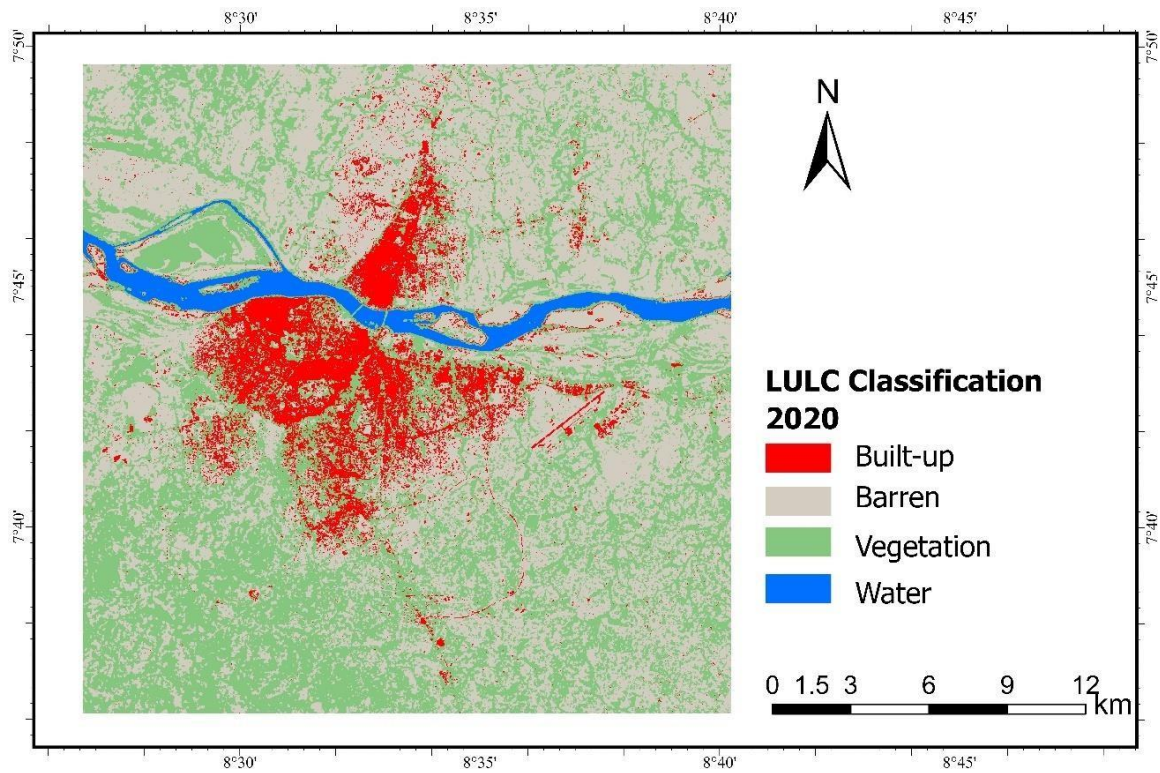 8°30' 8°35' 8°40' 8°45'
7°50' 7°50'
N
7°45' 7°45'
LULC Classification
2020
Built-up
Barren
Vegetation
Water
7°40' 7°40'
0 1.5 3 6 9 12
km
8°30' 8°35' 8°40' 8°45'